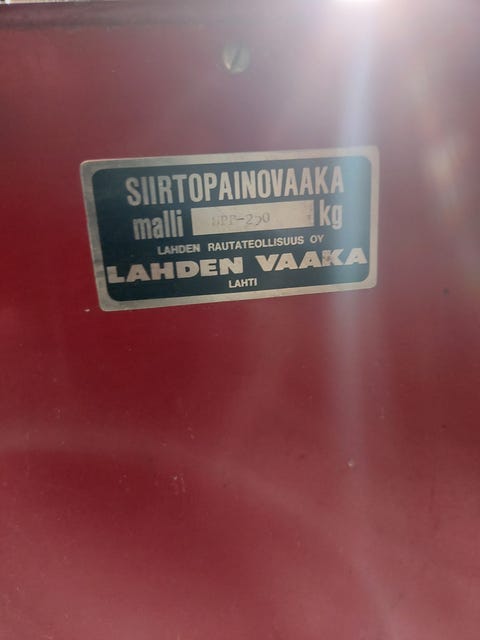 SIIRTOPAINOVAAKA
malli kg
LAHDEN RAUTATEOLLISUUS OY
LAHDEN VAAKA
LAHTI